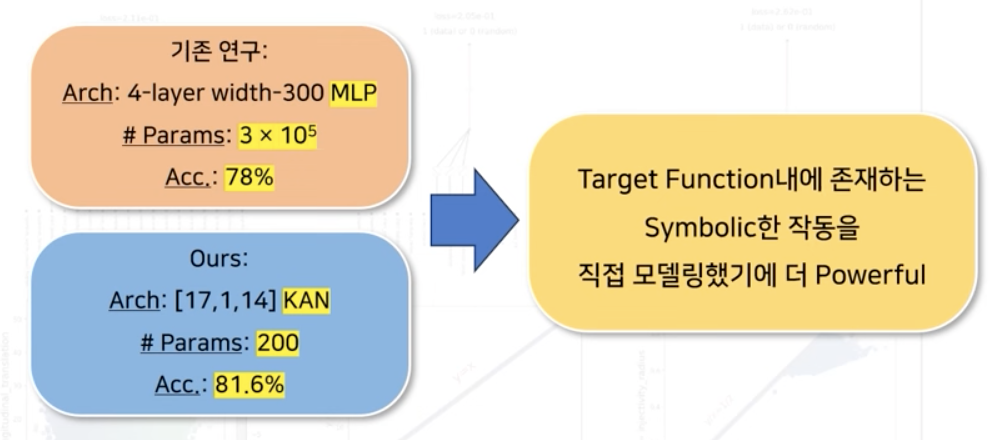 기존 연구:
Arch: 4-layer width-300 MLP
# Params: 3 × 10⁵
Acc.: 78%
Ours:
Arch: [17,1,14] KAN
# Params: 200
Acc.: 81.6%
Target Function내에 존재하는
Symbolic한 작동을
직접 모델링했기에 더 Powerful